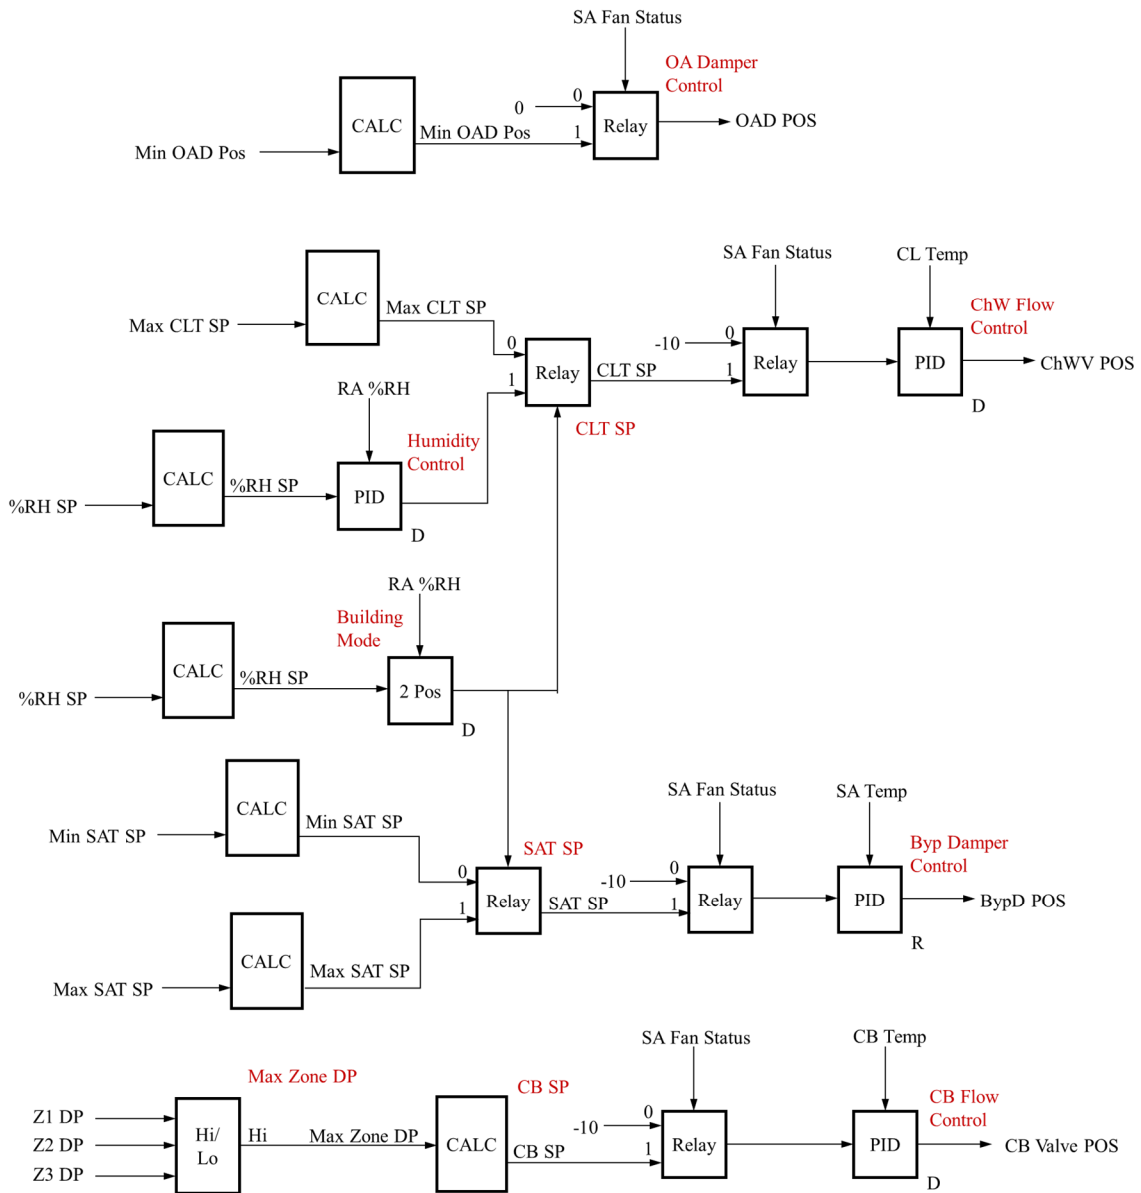 SA Fan Status
OA Damper
Control
0
0
CALC
Relay
OAD POS
Min OAD Pos
1
Min OAD Pos
SA Fan Status
CL Temp
CALC
Max CLT SP
ChW Flow
Control
Max CLT SP
0
-10
0
Relay
CLT SP
1
Relay
PID
ChWV POS
1
RA %RH
D
CLT SP
Humidity
Control
CALC
%RH SP
PID
%RH SP
D
RA %RH
Building
Mode
CALC
%RH SP
2 Pos
%RH SP
D
CALC
Min SAT SP
Min SAT SP
SA Fan Status
SA Temp
SAT SP
Byp Damper
Control
0
-10
0
Relay
SAT SP
1
Relay
PID
BypD POS
1
R
CALC
Max SAT SP
Max SAT SP
SA Fan Status
CB Temp
Max Zone DP
CB SP
CB Flow
Control
Z1 DP
Z2 DP
Z3 DP
Hi/
Lo
Hi
Max Zone DP
CALC
-10
0
CB SP
1
Relay
PID
CB Valve POS
D